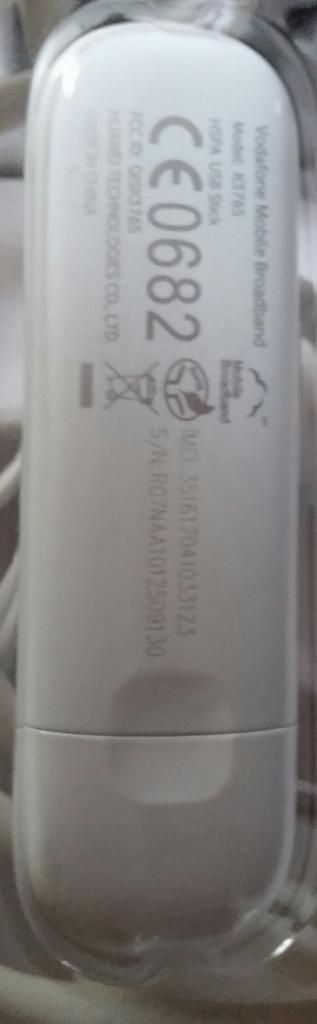 Vodafone Mobile Broadband
Model: K3765
HSPA USB Stick
CE0682
FCC ID: QISK3765
HUAWEI TECHNOLOGIES CO., LTD.
MADE IN CHINA
Mobile
Broadband
IMEI: 351617041033123
S/N:R07NAA1012509130